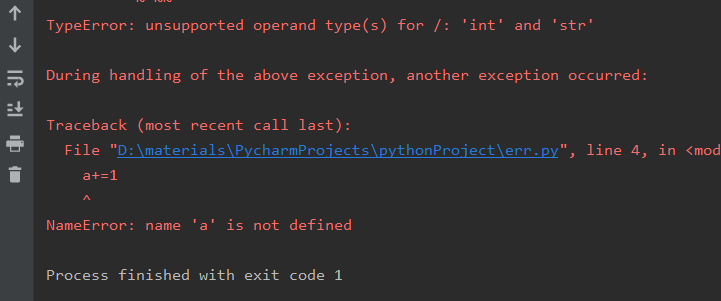 TypeError: unsupported operand type(s) for /: 'int' and 'str'
During handling of the above exception, another exception occurred:
Traceback (most recent call last):
File "D:\materials\PycharmProjects\pythonProject\err.py", line 4, in <mod
a+=1
^
NameError: name 'a' is not defined
Process finished with exit code 1